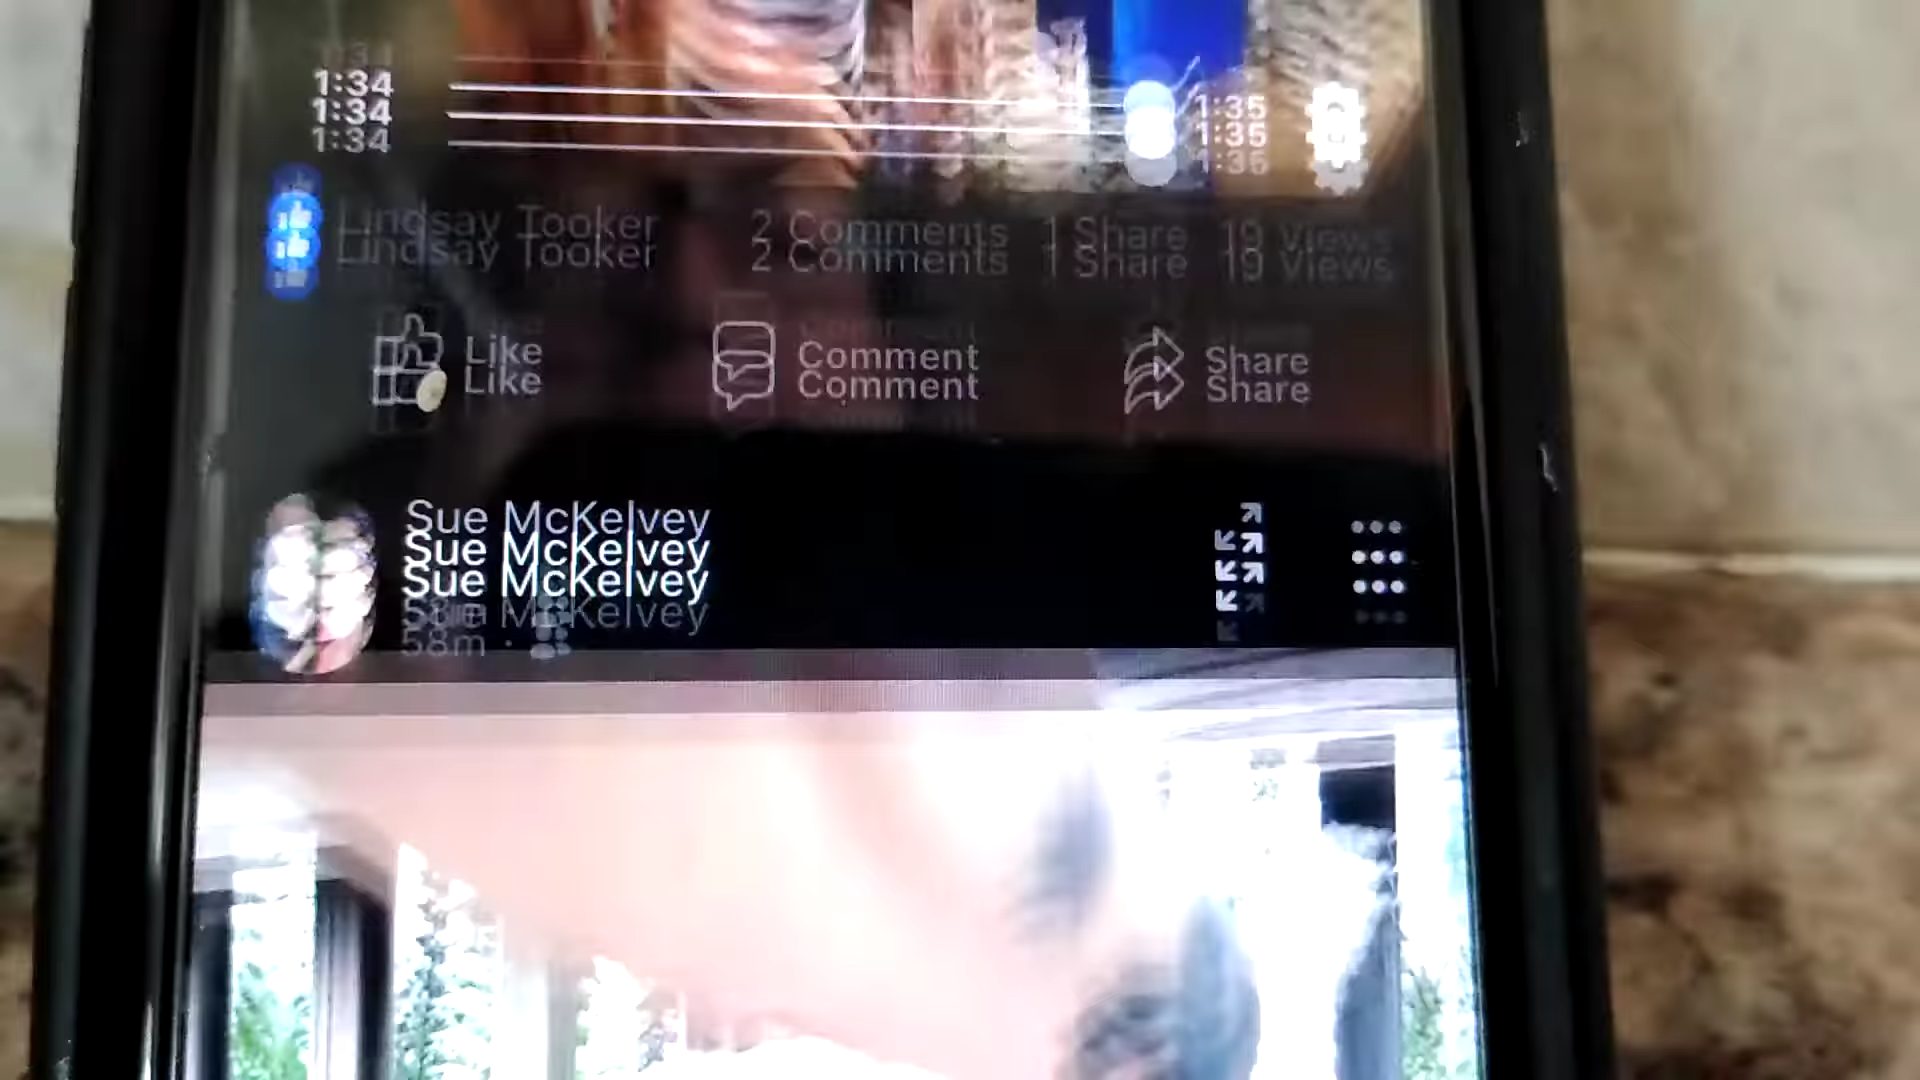 1:34 1:35
Lindsay Tooker 2 Comments 1 Share 19 Views
Like Comment Share
Sue McKelvey
58m ·